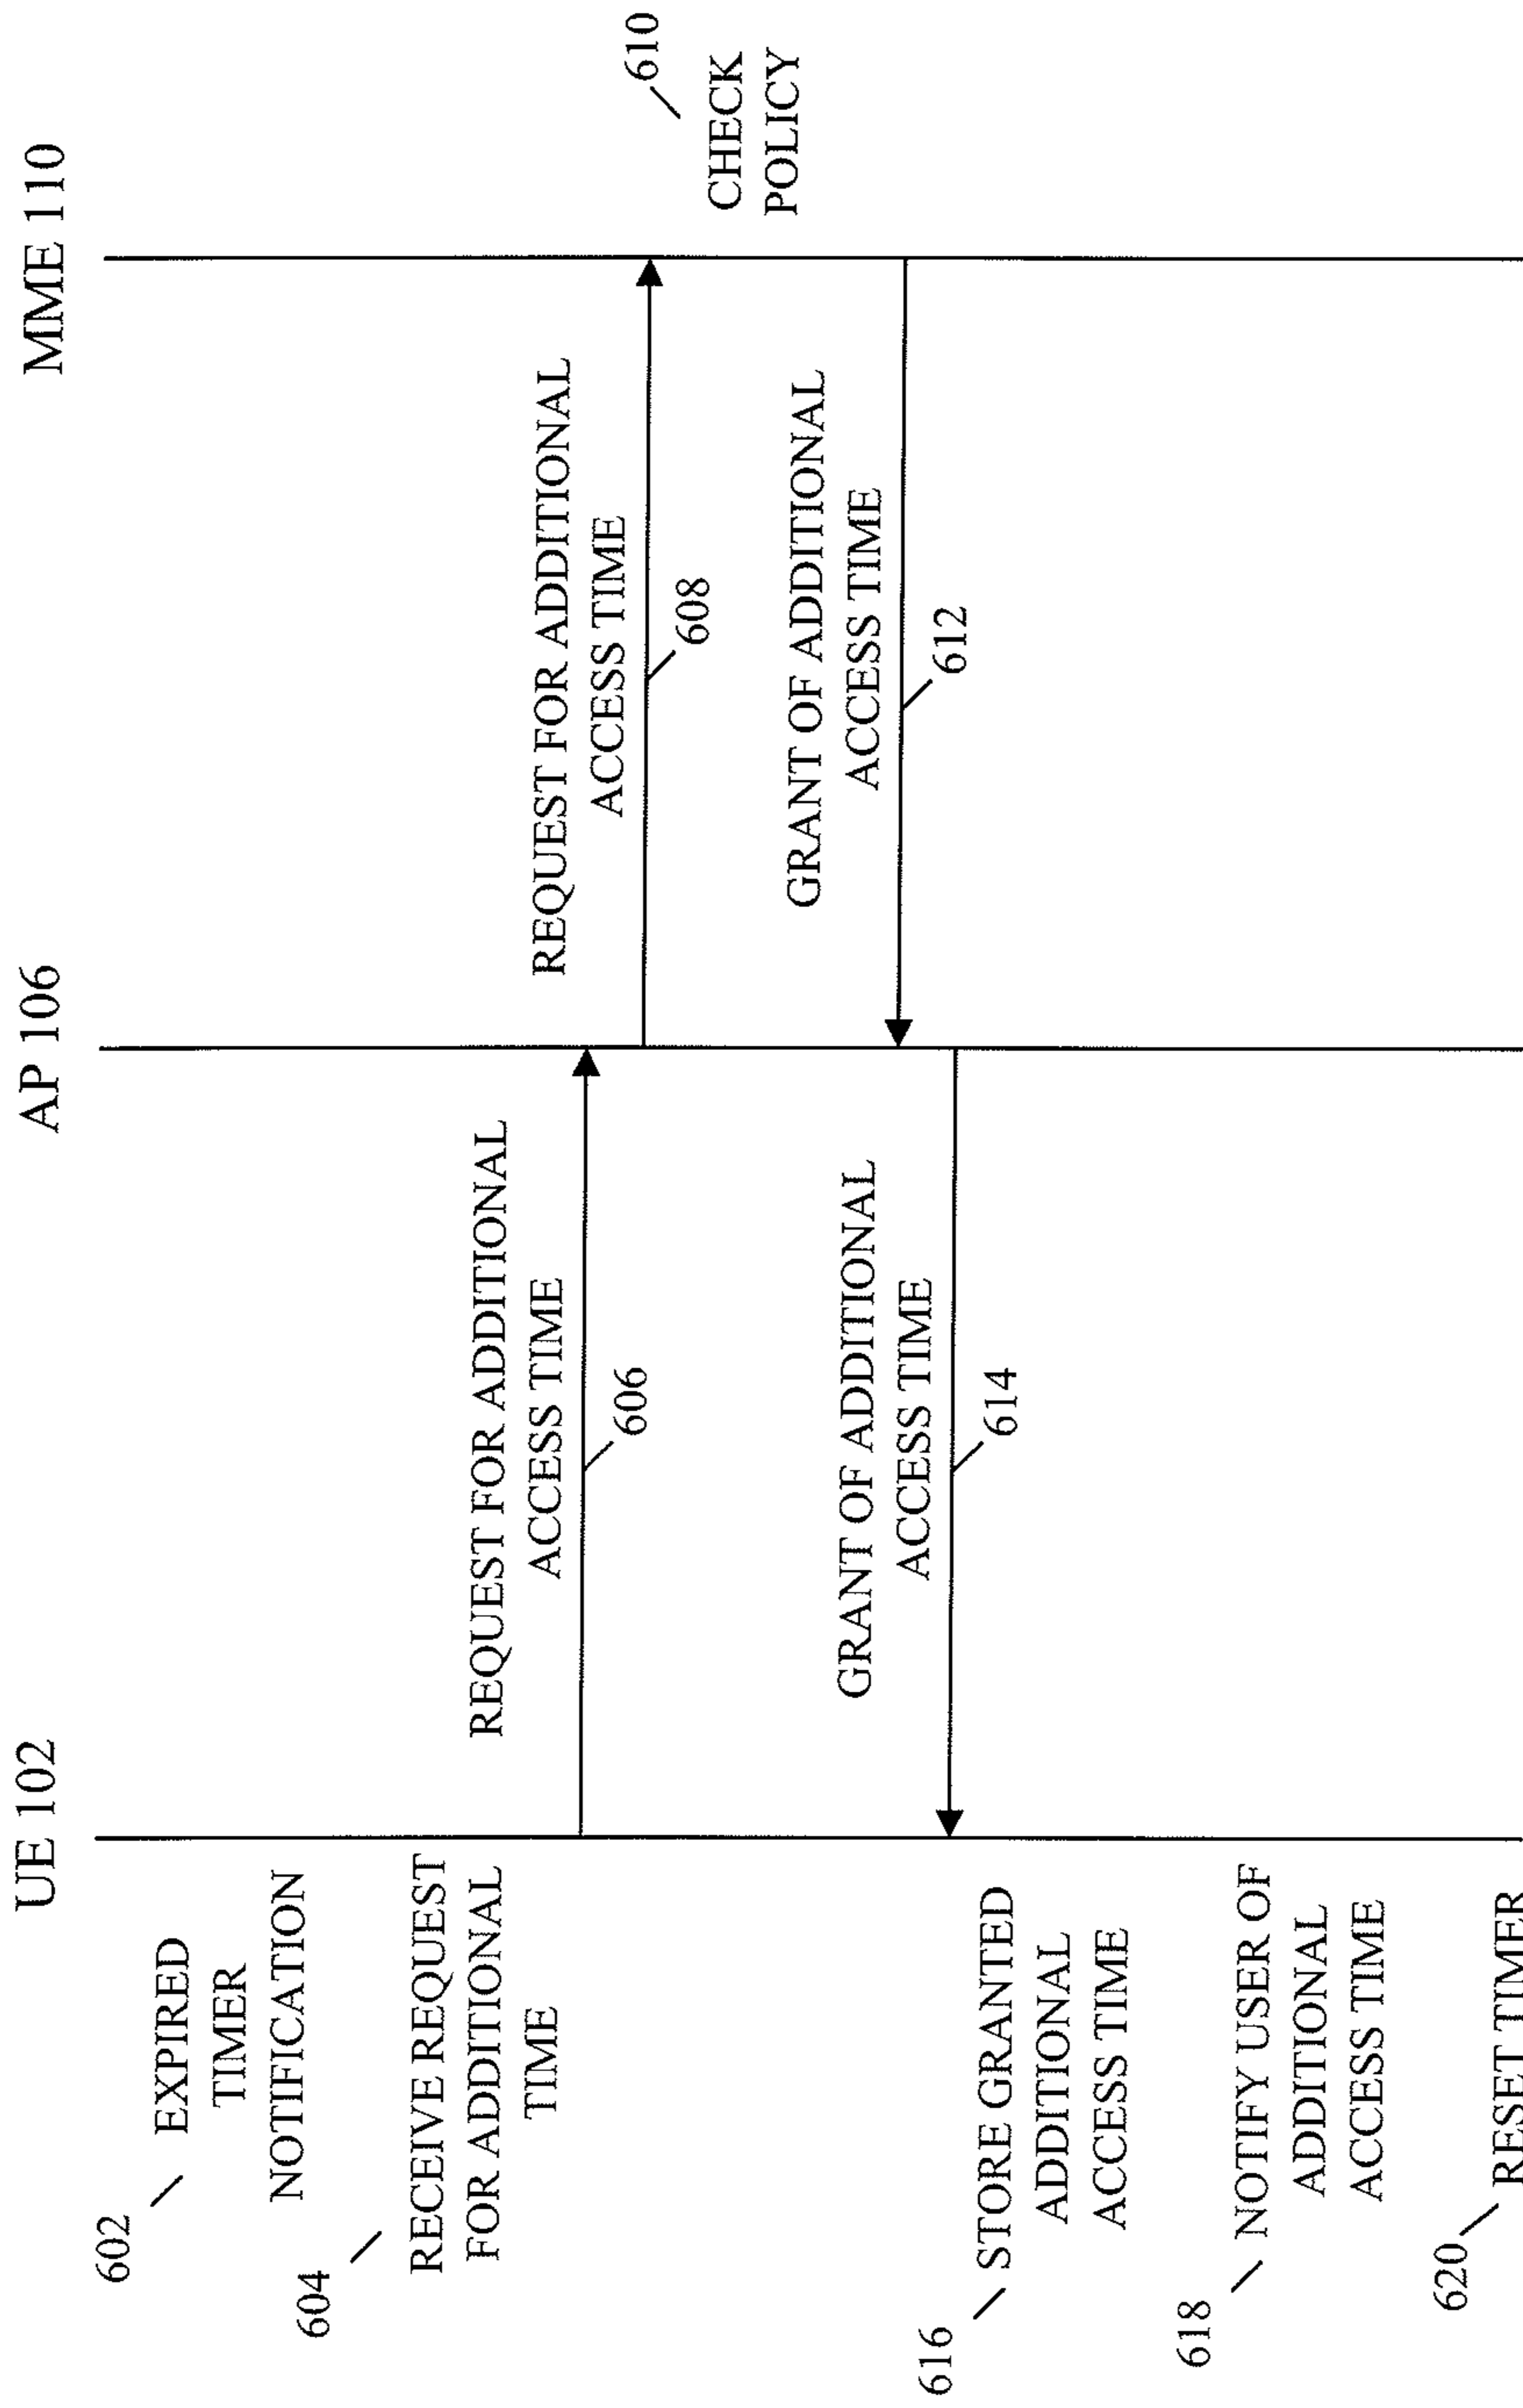 UE 102
AP 106
MME 110
602
EXPIRED
TIMER
NOTIFICATION
604
RECEIVE REQUEST
FOR ADDITIONAL
TIME
REQUEST FOR ADDITIONAL
ACCESS TIME
606
REQUEST FOR ADDITIONAL
ACCESS TIME
608
610
CHECK
POLICY
GRANT OF ADDITIONAL
ACCESS TIME
612
GRANT OF ADDITIONAL
ACCESS TIME
614
616
STORE GRANTED
ADDITIONAL
ACCESS TIME
618
NOTIFY USER OF
ADDITIONAL
ACCESS TIME
620
RESET TIMER